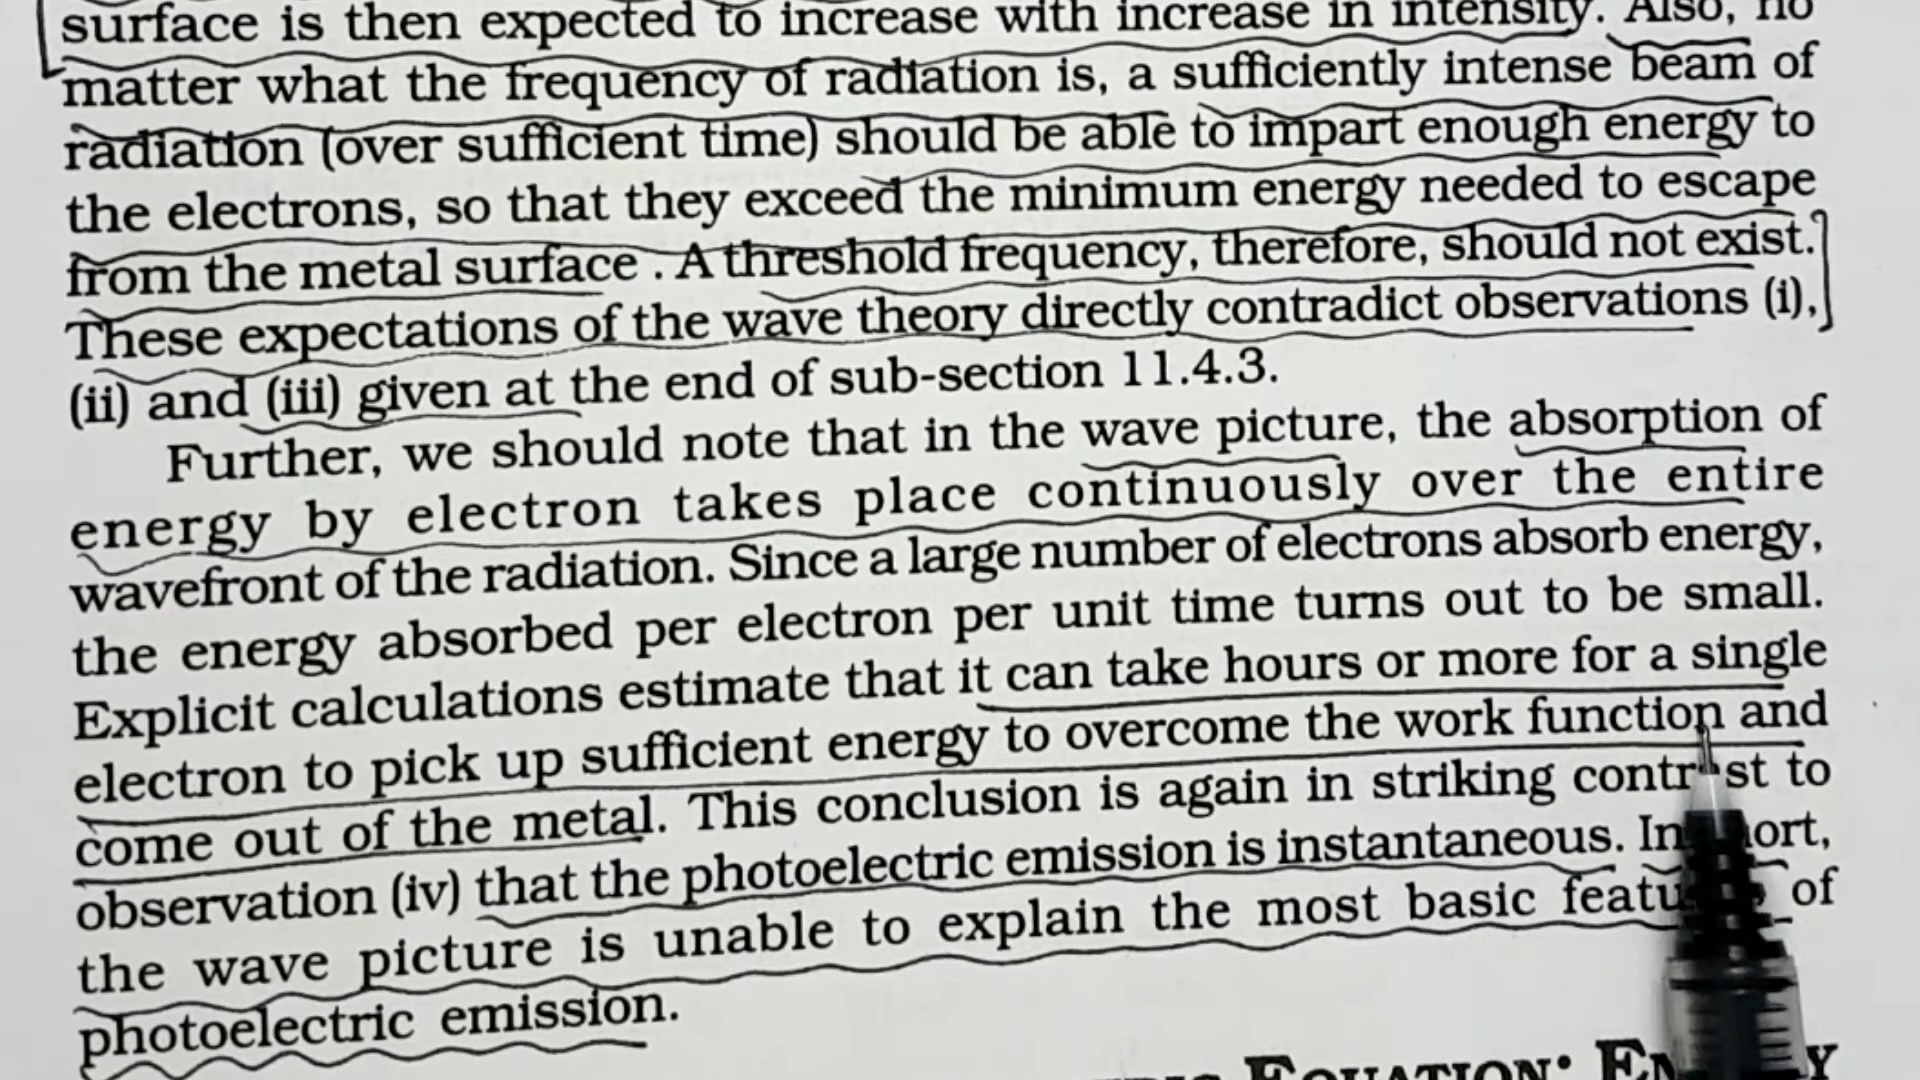 surface is then expected to increase with increase in intensity. Also, no
matter what the frequency of radiation is, a sufficiently intense beam of
radiation (over sufficient time) should be able to impart enough energy to
the electrons, so that they exceed the minimum energy needed to escape
from the metal surface . A threshold frequency, therefore, should not exist.
These expectations of the wave theory directly contradict observations (i),
(ii) and (iii) given at the end of sub-section 11.4.3.
Further, we should note that in the wave picture, the absorption of
energy by electron takes place continuously over the entire
wavefront of the radiation. Since a large number of electrons absorb energy,
the energy absorbed per electron per unit time turns out to be small.
Explicit calculations estimate that it can take hours or more for a single
electron to pick up sufficient energy to overcome the work function and
come out of the metal. This conclusion is again in striking contrast to
observation (iv) that the photoelectric emission is instantaneous. In short,
the wave picture is unable to explain the most basic features of
photoelectric emission.
EQUATION: